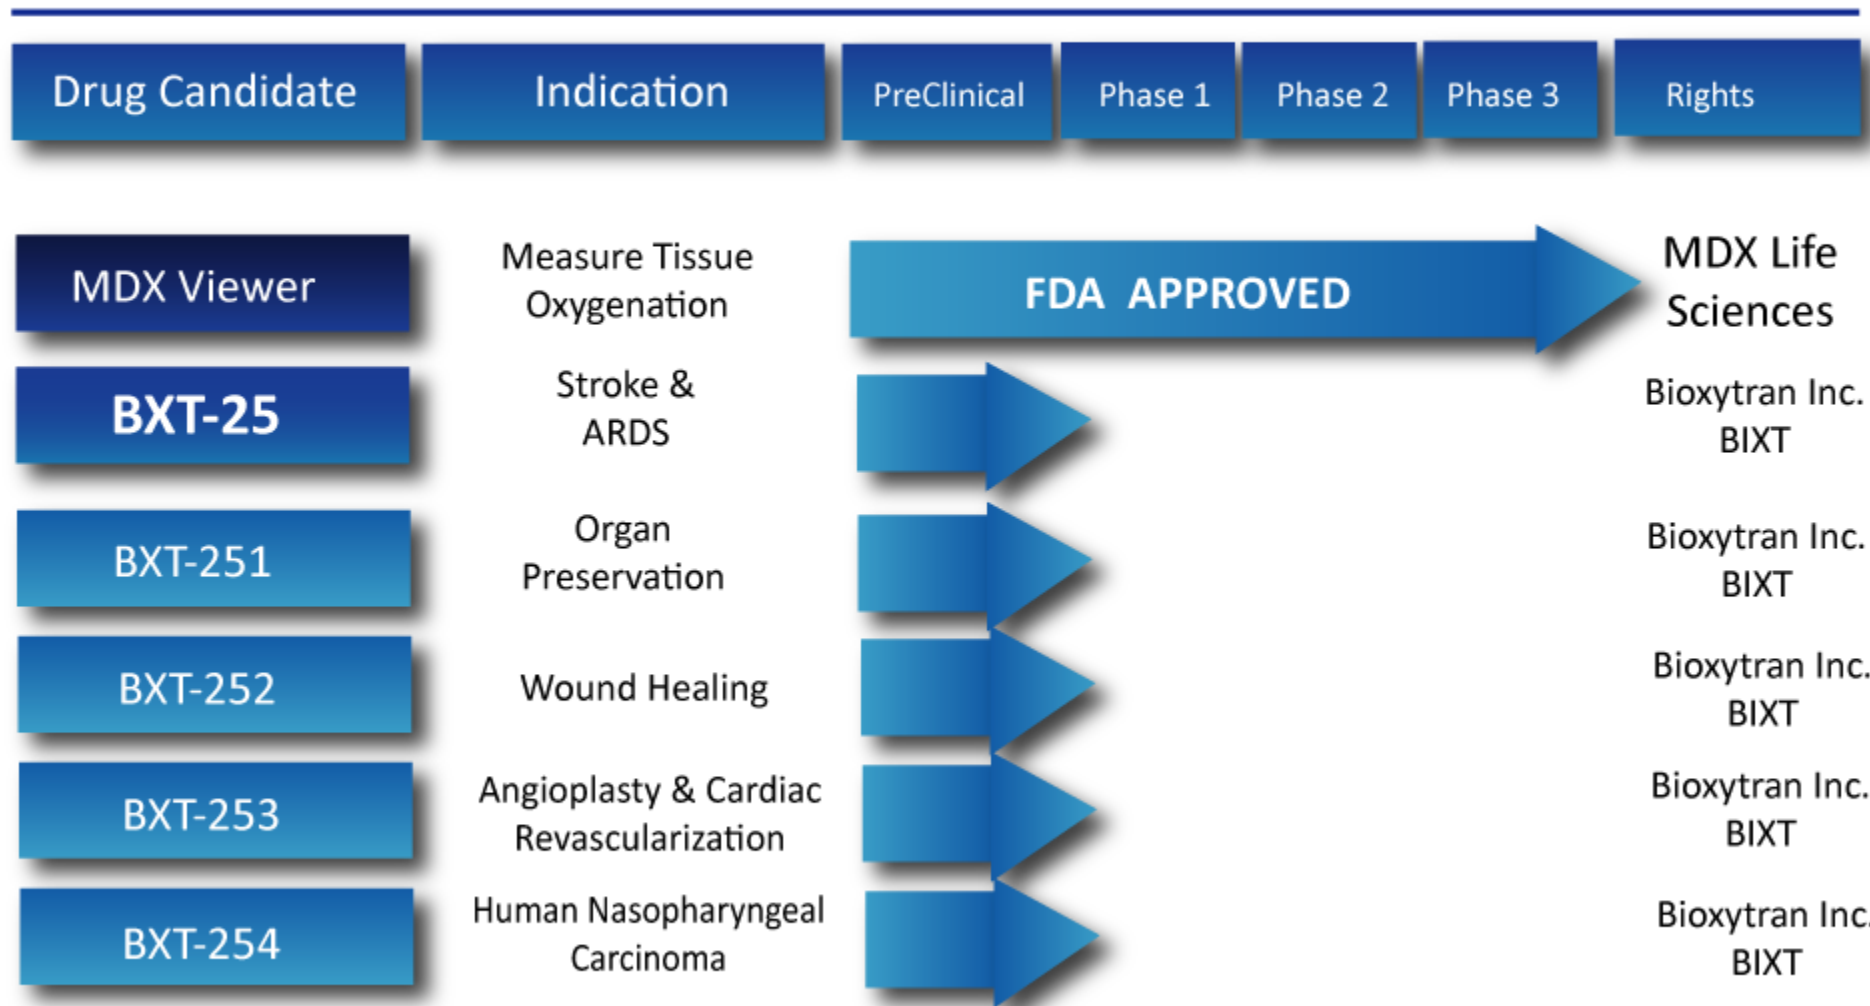 Drug Candidate Indication PreClinical Phase 1 Phase 2 Phase 3 Rights
MDX Viewer
Measure Tissue
Oxygenation
FDA APPROVED
MDX Life
Sciences
BXT-25
Stroke &
ARDS
Bioxytran Inc.
BIXT
BXT-251
Organ
Preservation
Bioxytran Inc.
BIXT
BXT-252
Wound Healing
Bioxytran Inc.
BIXT
BXT-253
Angioplasty & Cardiac
Revascularization
Bioxytran Inc.
BIXT
BXT-254
Human Nasopharyngeal
Carcinoma
Bioxytran Inc.
BIXT